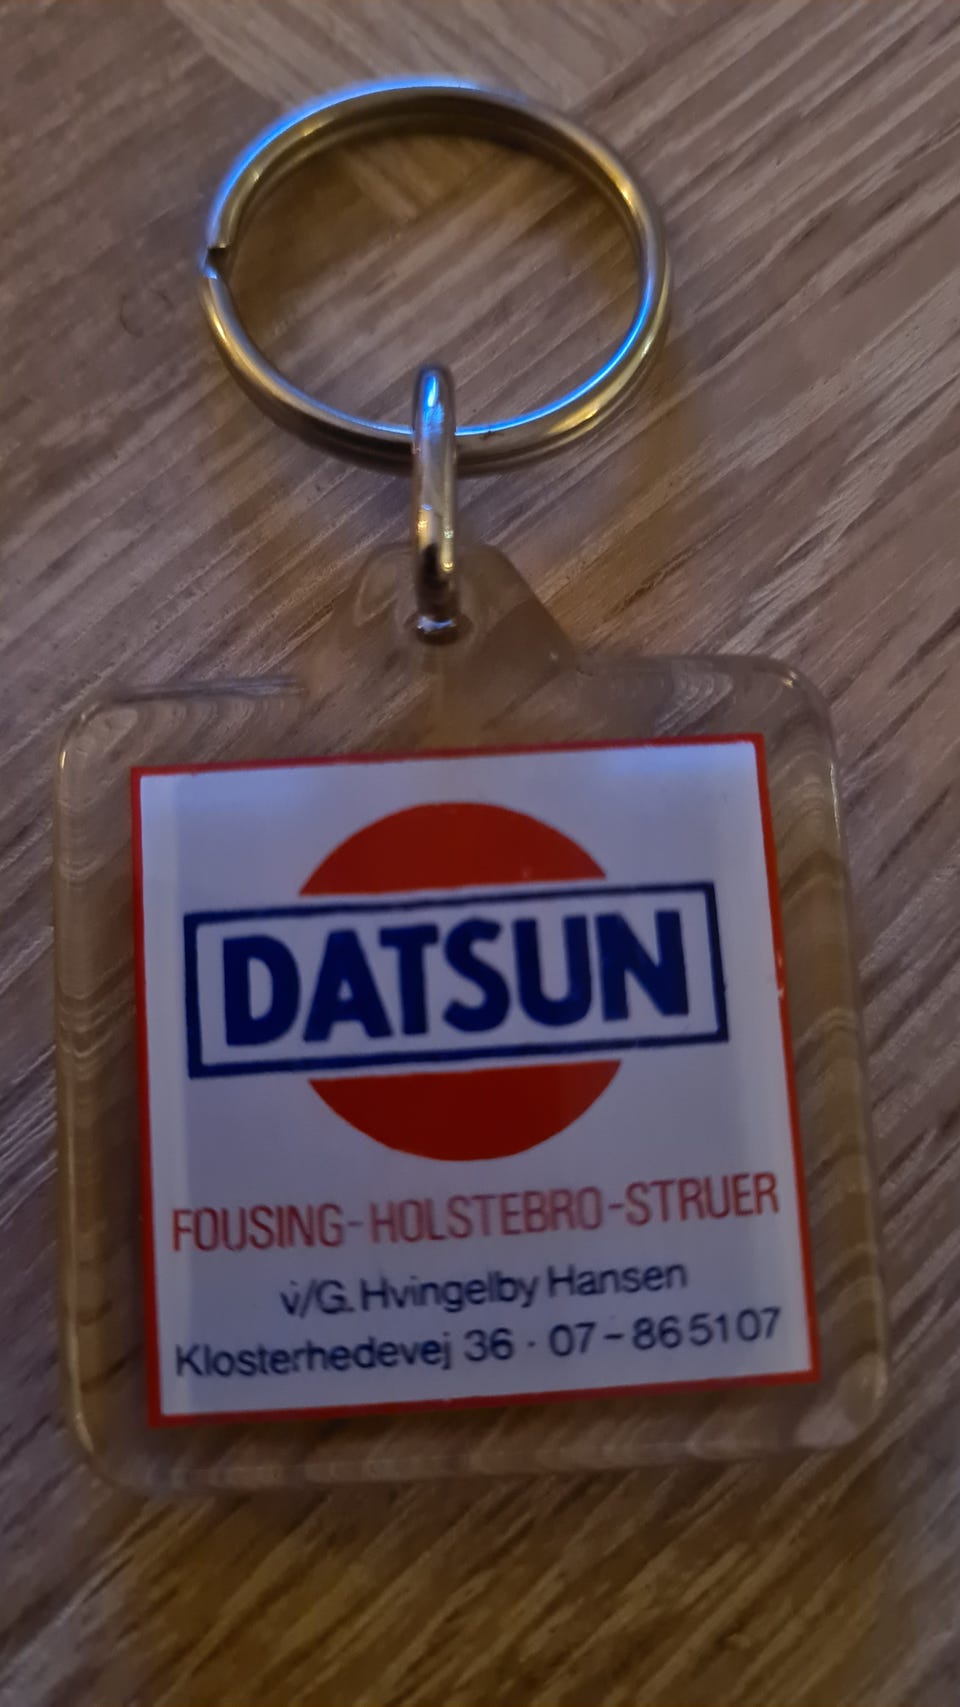 DATSUN
FOUSING-HOLSTEBRO-STRUER
v/G. Hvingelby Hansen
Klosterhedevej 36 · 07-865107